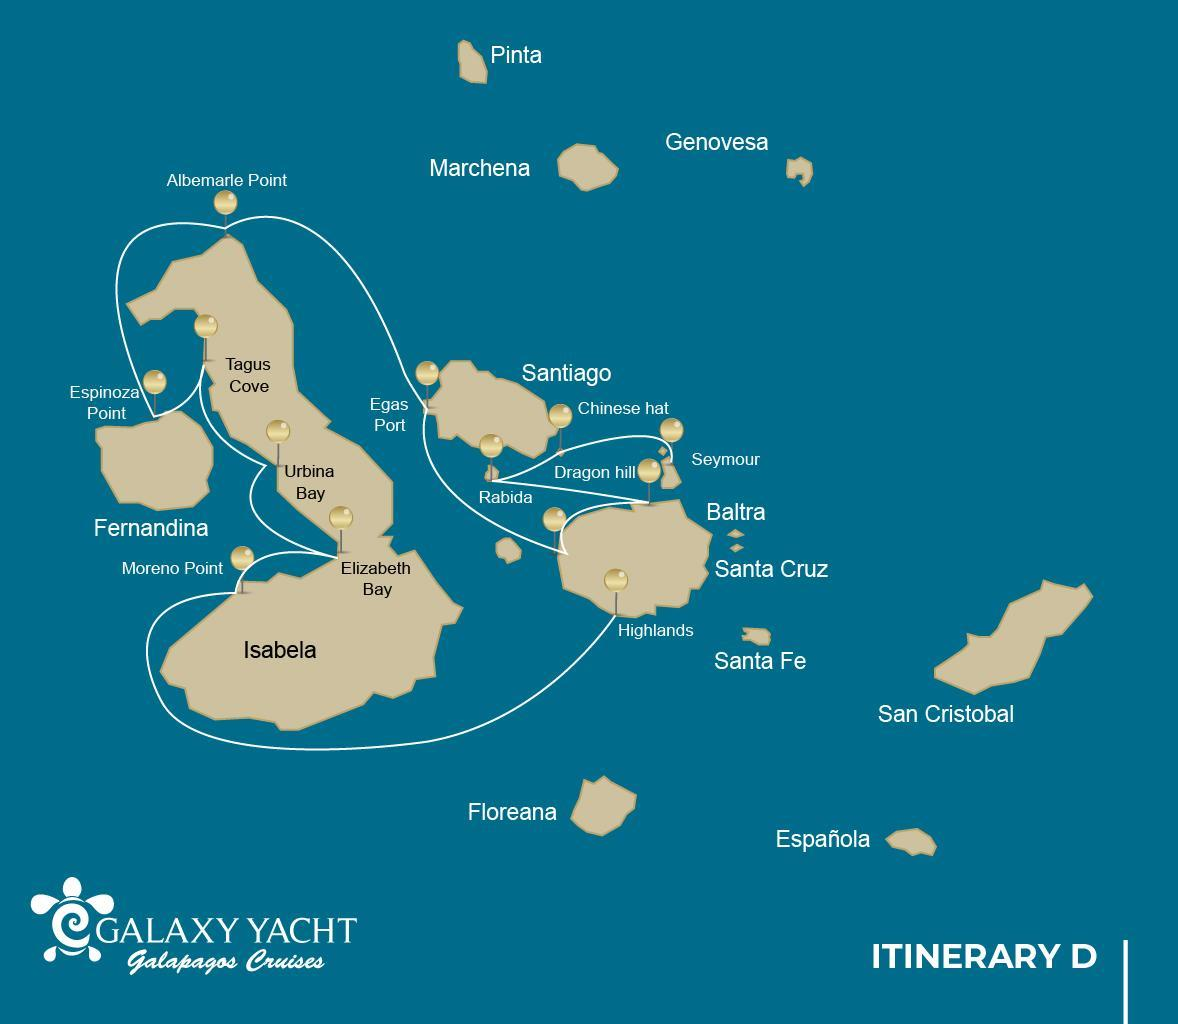 Pinta
Genovesa
Marchena
Albemarle Point
Tagus
Cove
Espinoza
Point
Santiago
Egas
Port
Chinese hat
Seymour
Dragon hill
Urbina
Bay
Rabida
Baltra
Fernandina
Moreno Point
Elizabeth
Bay
Santa Cruz
Highlands
Isabela
Santa Fe
San Cristobal
Floreana
Española
GALAXY YACHT
Galapagos Cruises
ITINERARY D